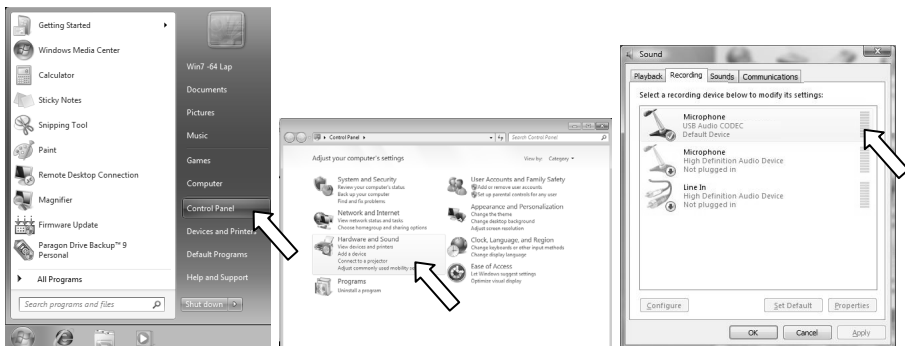 Getting Started
Windows Media Center
Calculator
Sticky Notes
Snipping Tool
Paint
Remote Desktop Connection
Magnifier
Firmware Update
Paragon Drive Backup™ 9
Personal
All Programs
Search programs and files
Win7 -64 Lap
Documents
Pictures
Music
Games
Computer
Control Panel
Devices and Printers
Default Programs
Help and Support
Shut down
Control Panel
Search Control Panel
Adjust your computer's settings
View by: Category
System and Security
Review your computer's status
Back up your computer
Find and fix problems
Network and Internet
View network status and tasks
Choose homegroup and sharing options
Hardware and Sound
View devices and printers
Add a device
Connect to a projector
Adjust commonly used mobility
Programs
Uninstall a program
User Accounts and Family Safety
Add or remove user accounts
Set up parental controls for any user
Appearance and Personalization
Change the theme
Change desktop background
Adjust screen resolution
Clock, Language, and Region
Change keyboards or other input methods
Change display language
Ease of Access
Let Windows suggest settings
Optimize visual display
Sound
Playback Recording Sounds Communications
Select a recording device below to modify its settings:
Microphone
USB Audio CODEC
Default Device
Microphone
High Definition Audio Device
Not plugged in
Line In
High Definition Audio Device
Not plugged in
Configure Set Default Properties
OK Cancel Apply